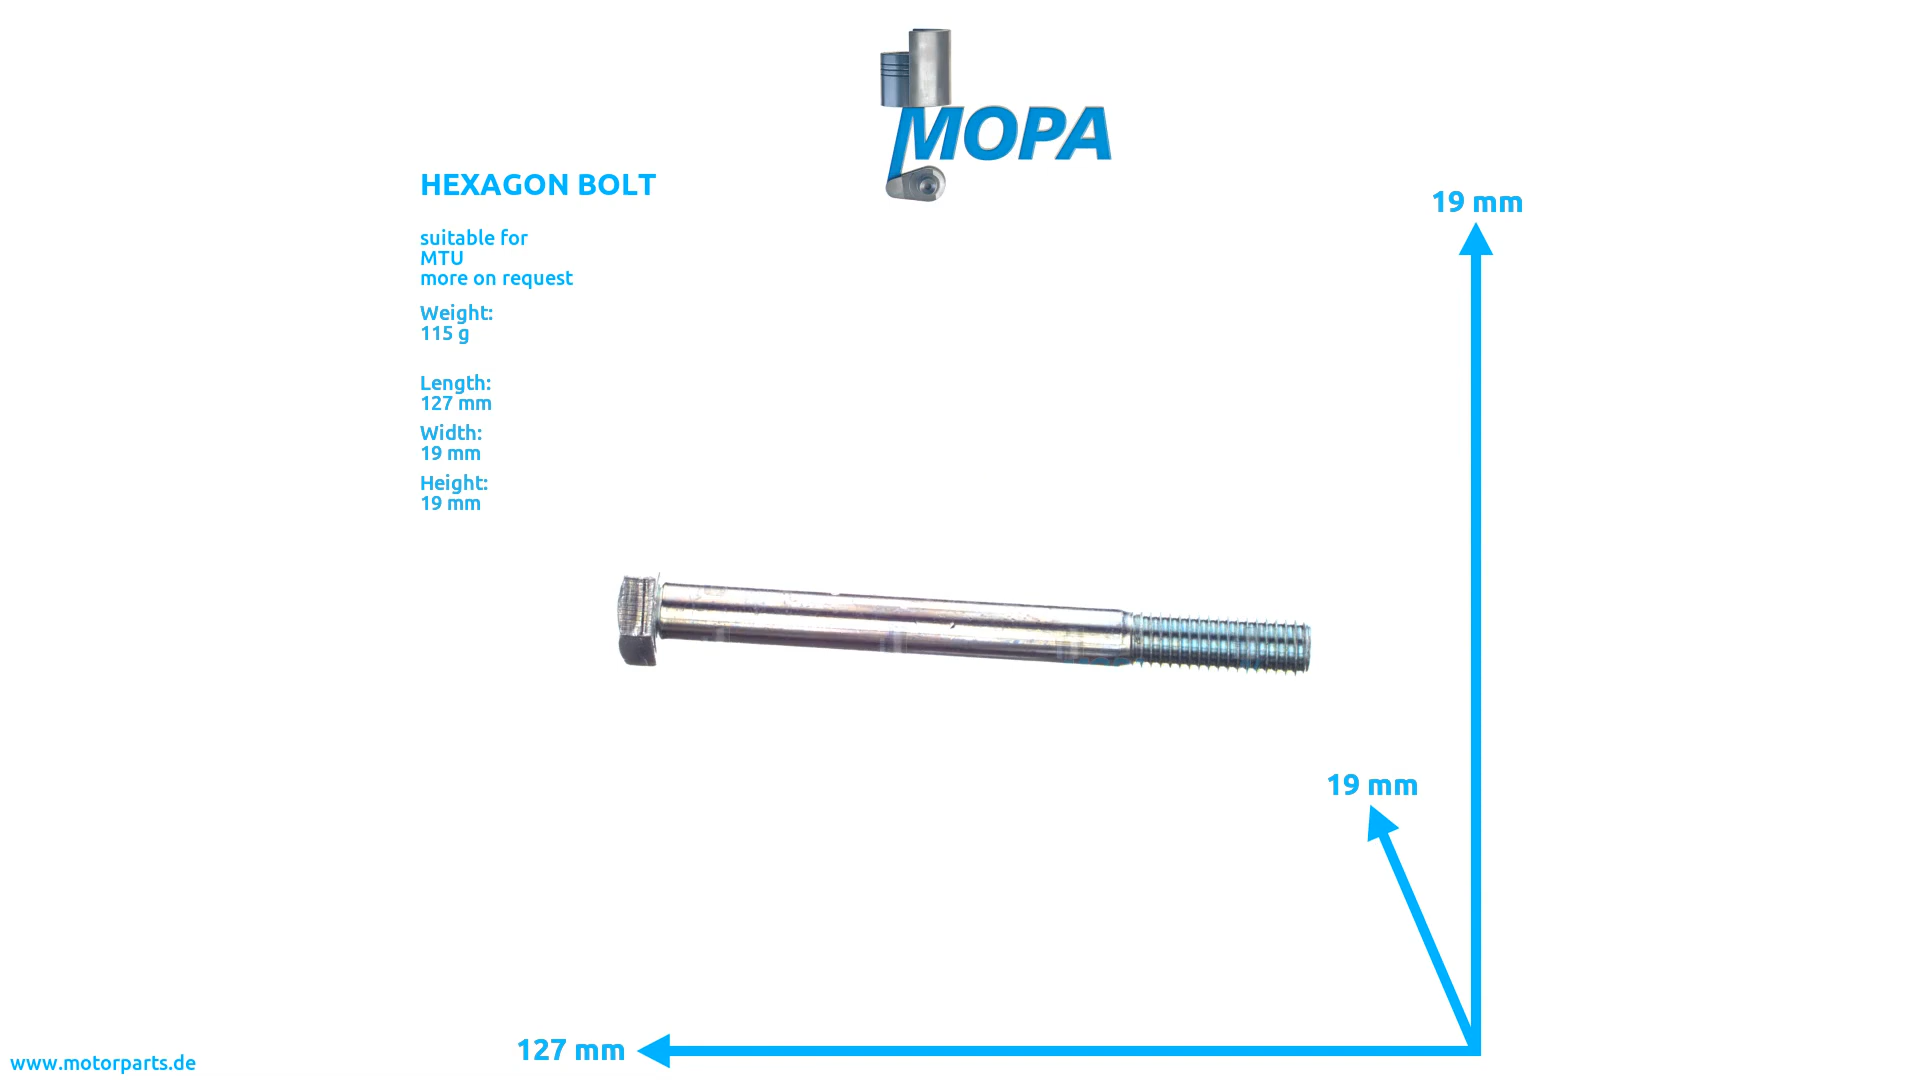 MOPA
HEXAGON BOLT
suitable for
MTU
more on request
Weight:
115 g
Length:
127 mm
Width:
19 mm
Height:
19 mm
19 mm
19 mm
127 mm
www.motorparts.de